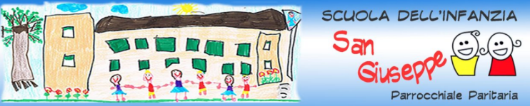 SCUOLA DELL'INFANZIA
San
Giuseppe
PARROCCHIALE PARITARIA